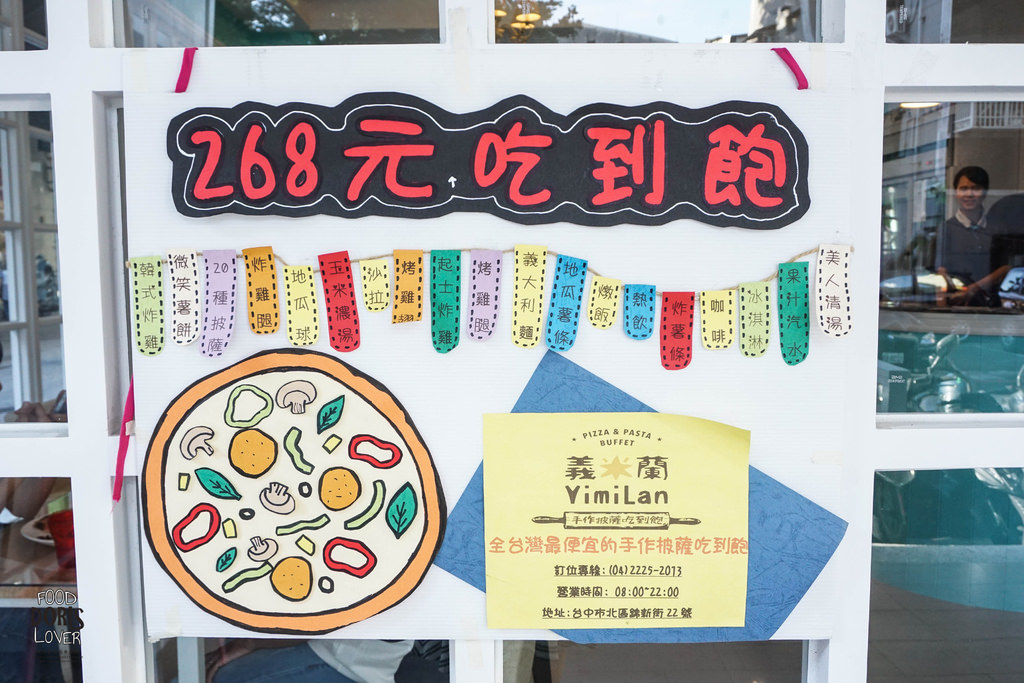 268元吃到飽
韓式炸雞
微笑薯餅
20種披薩
炸雞腿
地瓜球
玉米濃湯
沙拉
烤雞翅
起士炸雞
烤雞腿
義大利麵
地瓜薯條
燉飯
熱飲
炸薯條
咖啡
冰淇淋
果汁汽水
美人清湯
PIZZA & PASTA
BUFFET
義 蘭
YimiLan
手作披薩吃到飽
全台灣最便宜的手作披薩吃到飽
訂位專輪:(04)2225-2073
營業時間: 08:00~22:00
地址:台中市北區錦新街22號
FOOD
LOVER